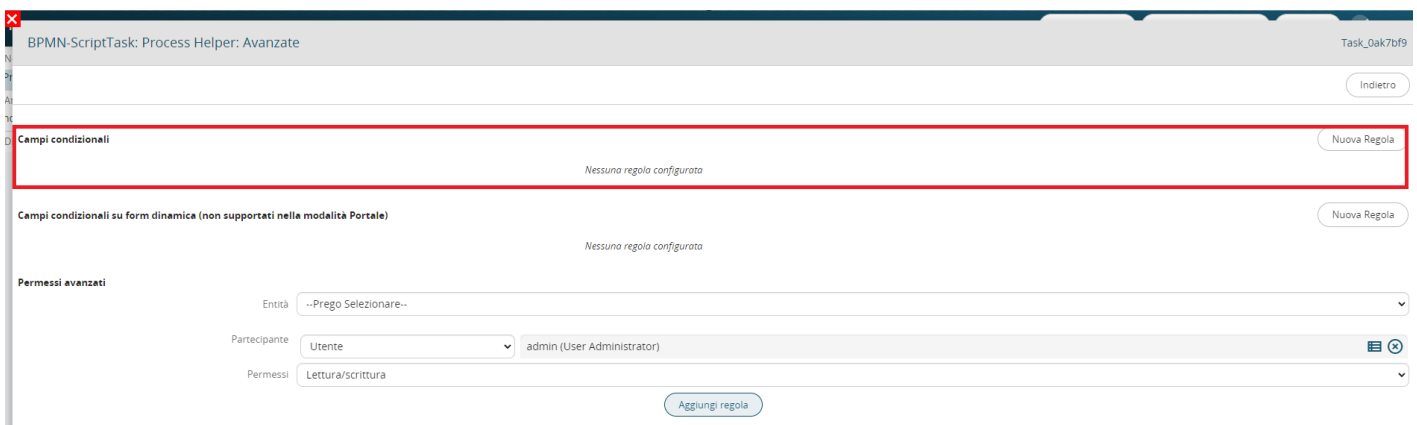 BPMN-ScriptTask: Process Helper: Avanzate
Task_0ak7bf9
Indietro
Campi condizionali
Nuova Regola
Nessuna regola configurata
Campi condizionali su form dinamica (non supportati nella modalità Portale)
Nuova Regola
Nessuna regola configurata
Permessi avanzati
Entità
--Prego Selezionare--
Partecipante
Utente
admin (User Administrator)
Permessi
Lettura/scrittura
Aggiungi regola